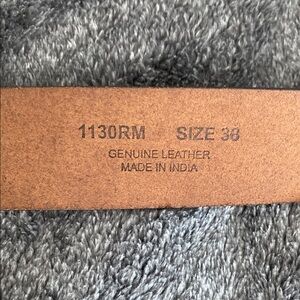 1130RM SIZE 38
GENUINE LEATHER
MADE IN INDIA